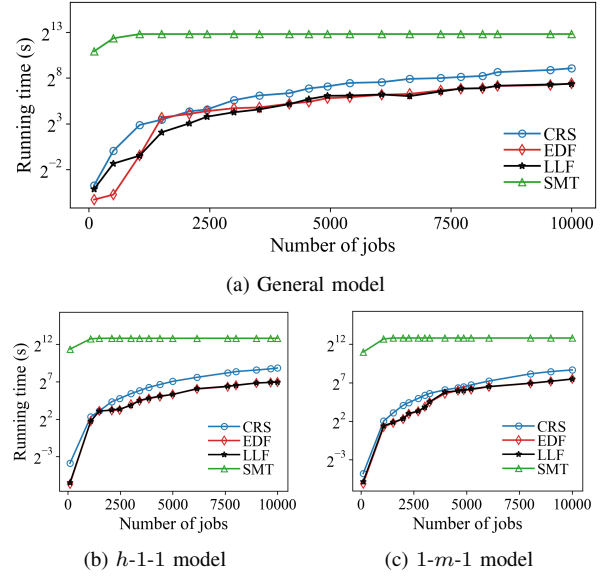 Running time (s)
2^13
2^8
2^3
2^-2
CRS
EDF
LLF
SMT
0 2500 5000 7500 10000
Number of jobs
(a) General model
Running time (s)
2^12
2^7
2^2
2^-3
CRS
EDF
LLF
SMT
0 2500 5000 7500 10000
Number of jobs
(b) h-1-1 model
2^12
2^7
2^2
2^-3
CRS
EDF
LLF
SMT
0 2500 5000 7500 10000
Number of jobs
(c) 1-m-1 model